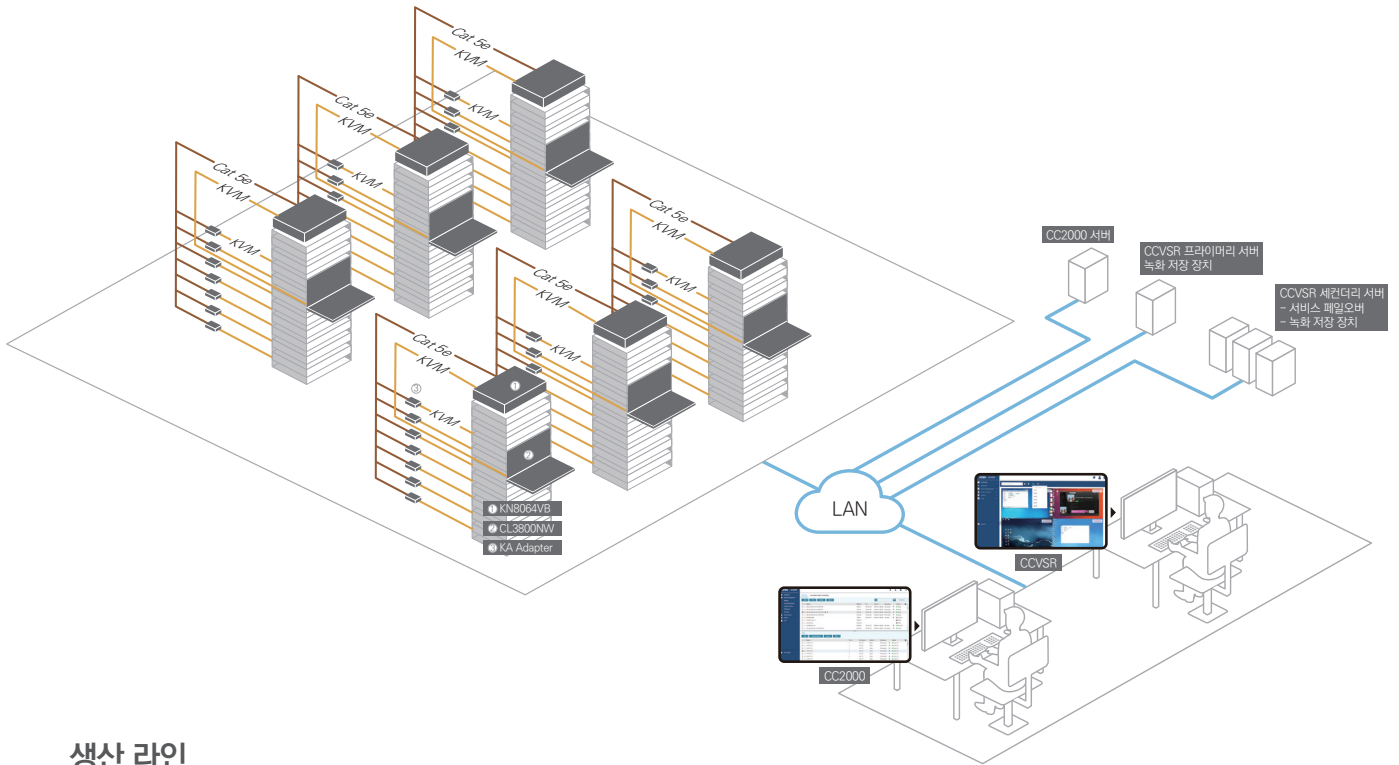 Cat 5e
KVM
KVM
Cat 5e
KVM
KVM
Cat 5e
KVM
KVM
Cat 5e
KVM
KVM
Cat 5e
KVM
KVM
Cat 5e
KVM
KVM
③
①
②
① KN8064VB
② CL3800NW
③ KA Adapter
CC2000 서버
CCVSR 프라이머리 서버
녹화 저장 장치
CCVSR 세컨더리 서버
- 서비스 페일오버
- 녹화 저장 장치
LAN
CCVSR
CC2000
생산 라인